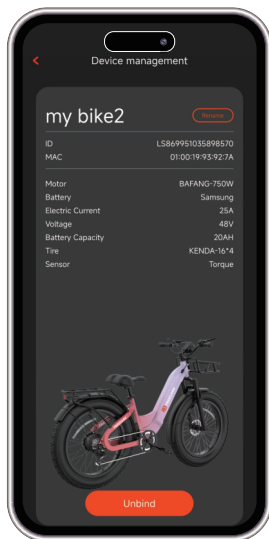 Device management
my bike2 Rename
ID LS869951035898570
MAC 01:00:19:93:92:7A
Motor BAFANG-750W
Battery Samsung
Electric Current 25A
Voltage 48V
Battery Capacity 20AH
Tire KENDA-16*4
Sensor Torque
Unbind